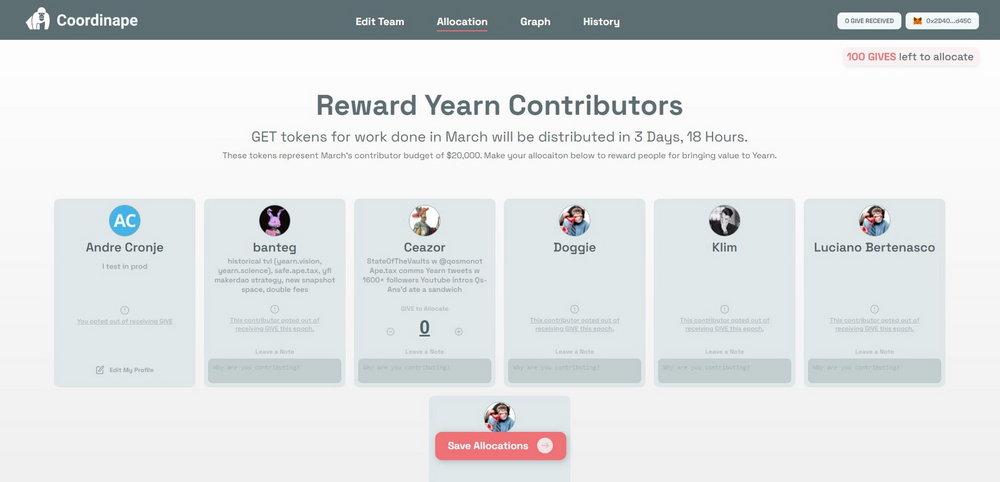 Coordinape
Edit Team
Allocation
Graph
History
0 GIVE RECEIVED
0x2D40...d45C
100 GIVES left to allocate
Reward Yearn Contributors
GET tokens for work done in March will be distributed in 3 Days, 18 Hours.
These tokens represent March's contributor budget of $20,000. Make your allocaiton below to reward people for bringing value to Yearn.
AC
Andre Cronje
I test in prod
You opted out of receiving GIVE
Edit My Profile
banteg
historical tvl (yearn.vision,
yearn.science), safe.ape.tax, yfi
makerdao strategy, new snapshot
space, double fees
This contributor opted out of
receiving GIVE this epoch.
Leave a Note
Why are you contributing?
Ceazor
StateOfTheVaults w @qosmonot
Ape.tax comms Yearn tweets w
1600+ followers Youtube intros Qs-
Ans'd ate a sandwich
GIVE to Allocate
0
Leave a Note
Why are you contributing?
Doggie
This contributor opted out of
receiving GIVE this epoch.
Leave a Note
Why are you contributing?
Klim
This contributor opted out of
receiving GIVE this epoch.
Leave a Note
Why are you contributing?
Luciano Bertenasco
This contributor opted out of
receiving GIVE this epoch.
Leave a Note
Why are you contributing?
Save Allocations